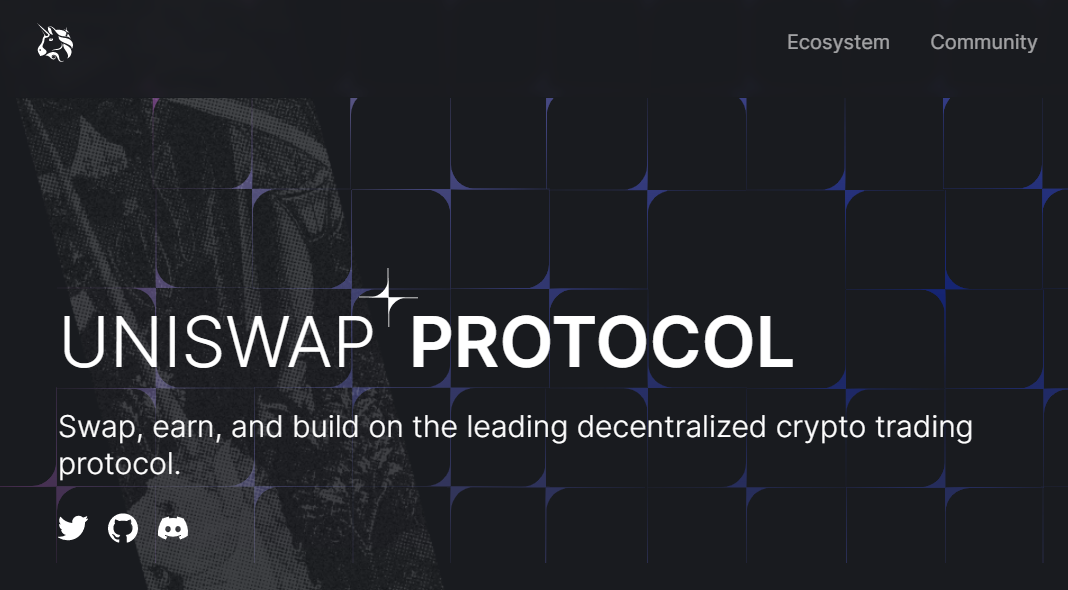 Ecosystem Community
UNISWAP PROTOCOL
Swap, earn, and build on the leading decentralized crypto trading
protocol.